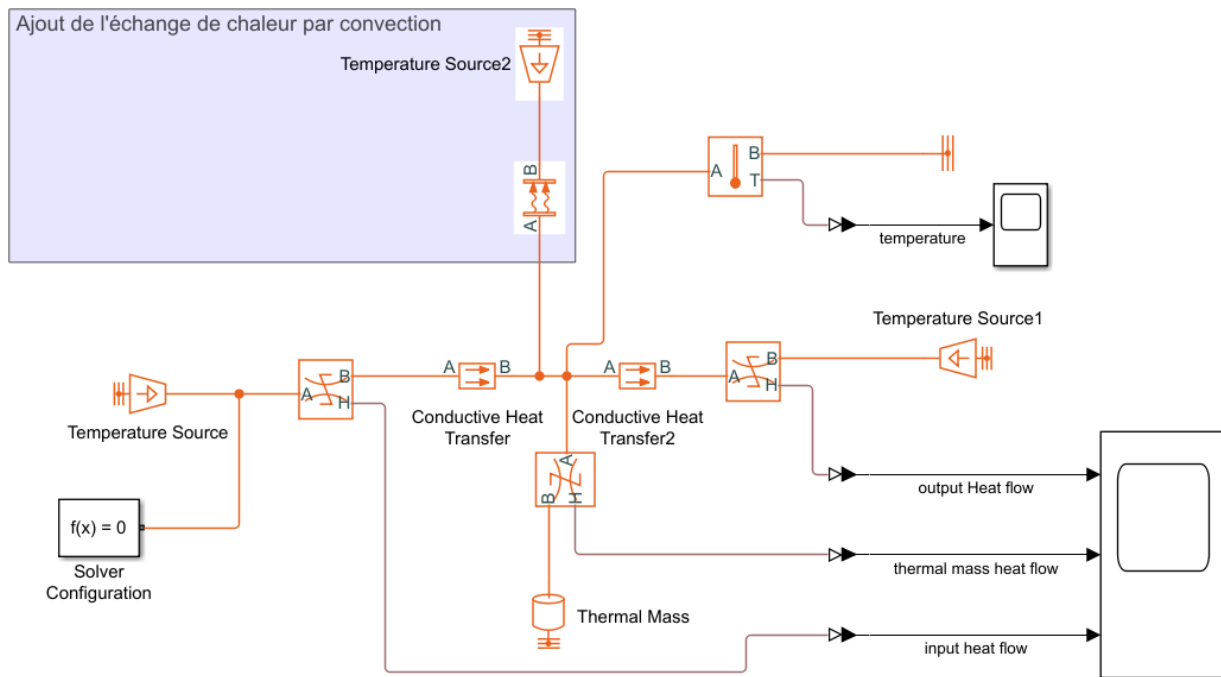 Ajout de l'échange de chaleur par convection
Temperature Source2
B
A
A
B
T
temperature
Temperature Source1
Temperature Source
A
B
H
A
B
Conductive Heat
Transfer
A
B
Conductive Heat
Transfer2
A
B
H
A
B
H
f(x) = 0
Solver
Configuration
Thermal Mass
output Heat flow
thermal mass heat flow
input heat flow